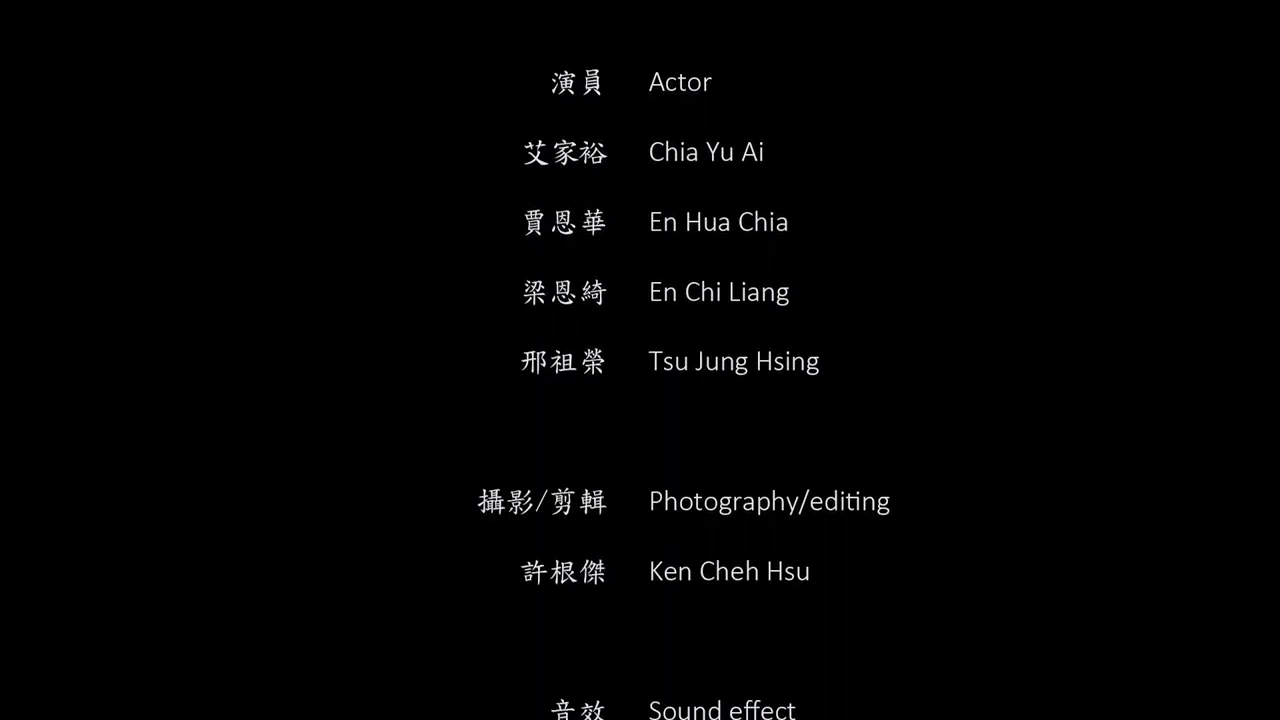 演員 Actor
艾家裕 Chia Yu Ai
賈恩華 En Hua Chia
梁恩綺 En Chi Liang
邢祖榮 Tsu Jung Hsing
攝影/剪輯 Photography/editing
許根傑 Ken Cheh Hsu
音效 Sound effect